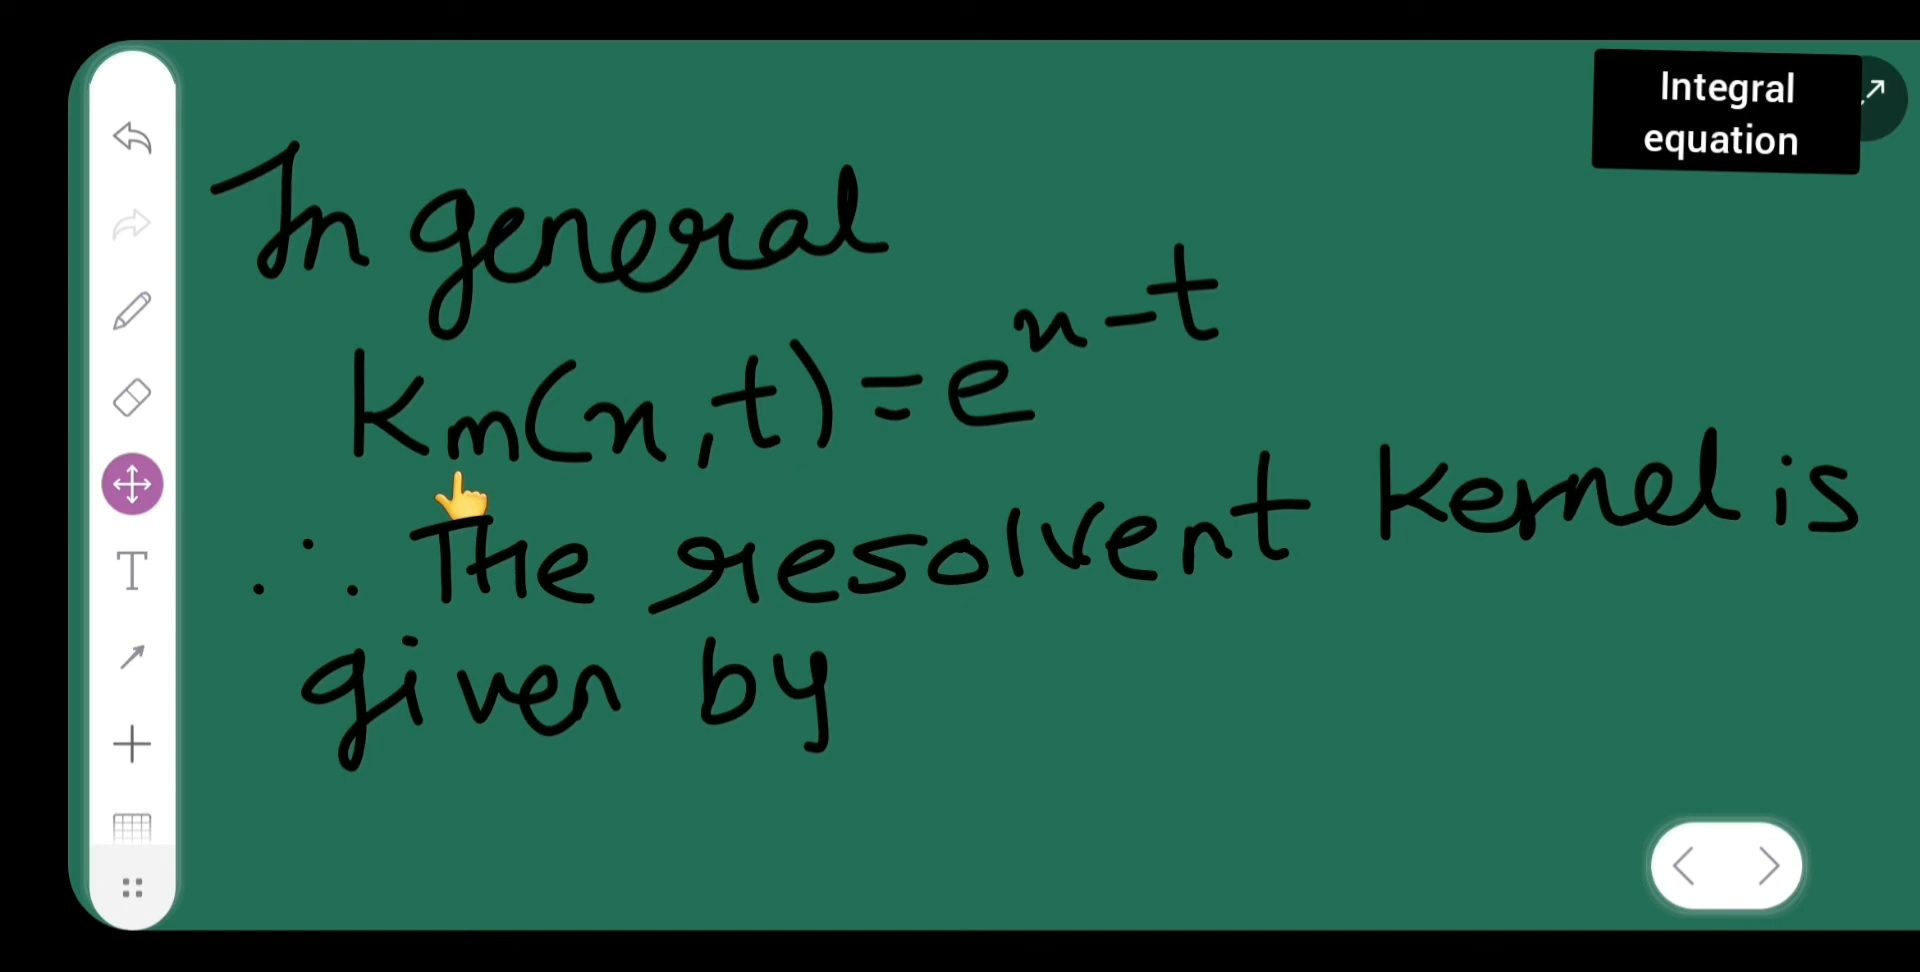 Integral
equation
In general
Km(x,t) = e^x-t
∴ The resolvent kernel is
given by
T